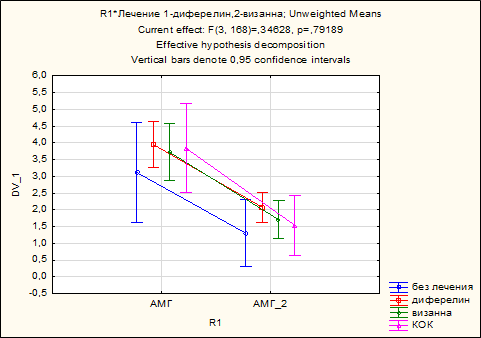 R1*Лечение 1-диферелин,2-визанна; Unweighted Means
Current effect: F(3, 168)=,34628, p=,79189
Effective hypothesis decomposition
Vertical bars denote 0,95 confidence intervals
6,0
5,5
5,0
4,5
4,0
3,5
3,0
2,5
2,0
1,5
1,0
0,5
0,0
-0,5
DV_1
АМГ
АМГ_2
R1
без лечения
диферелин
визанна
КОК